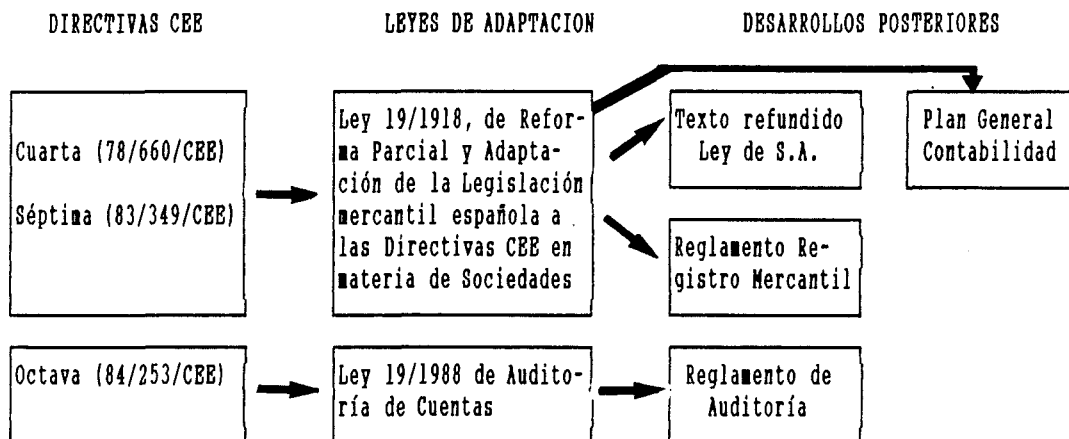 DIRECTIVAS CEE
LEYES DE ADAPTACION
DESARROLLOS POSTERIORES
Cuarta (78/660/CEE)
Séptima (83/349/CEE)
Ley 19/1918, de Refor-
ma Parcial y Adapta-
ción de la Legislación
mercantil española a
las Directivas CEE en
materia de Sociedades
Texto refundido
Ley de S.A.
Plan General
Contabilidad
Reglamento Re-
gistro Mercantil
Octava (84/253/CEE)
Ley 19/1988 de Audito-
ría de Cuentas
Reglamento de
Auditoría